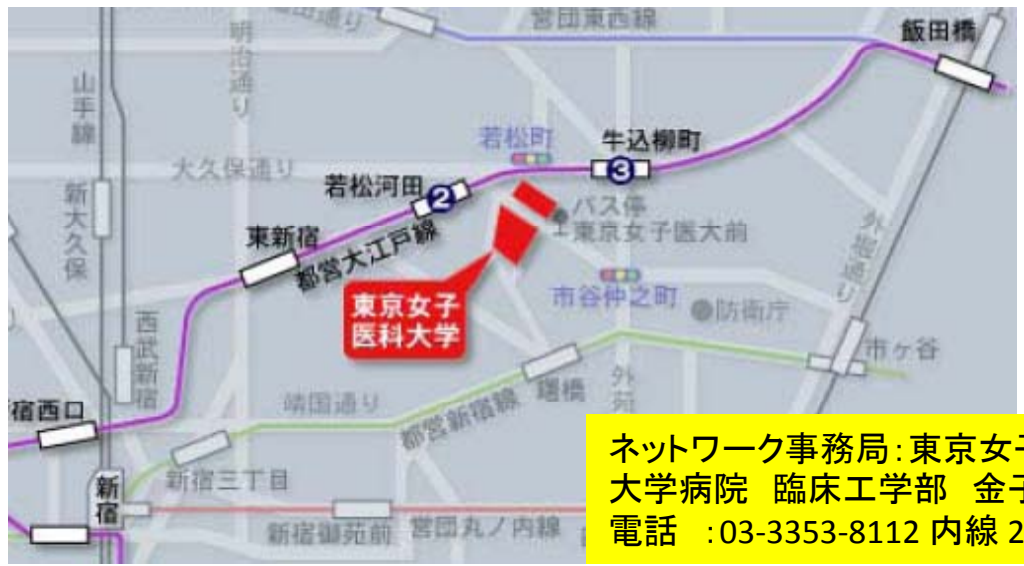 営団東西線
飯田橋
明治通り
山手線
若松町
牛込柳町
大久保通り
若松河田
2
3
バス停
東京女子医大前
新大久保
東新宿
都営大江戸線
外堀通り
市谷仲之町
東京女子
医科大学
防衛庁
西武新宿
市ヶ谷
宿西口
靖国通り
都営新宿線
曙橋
外苑
新宿三丁目
新宿
新宿御苑前
営団丸ノ内線
ネットワーク事務局:東京女子
大学病院 臨床工学部 金子
電話 :03-3353-8112 内線 2